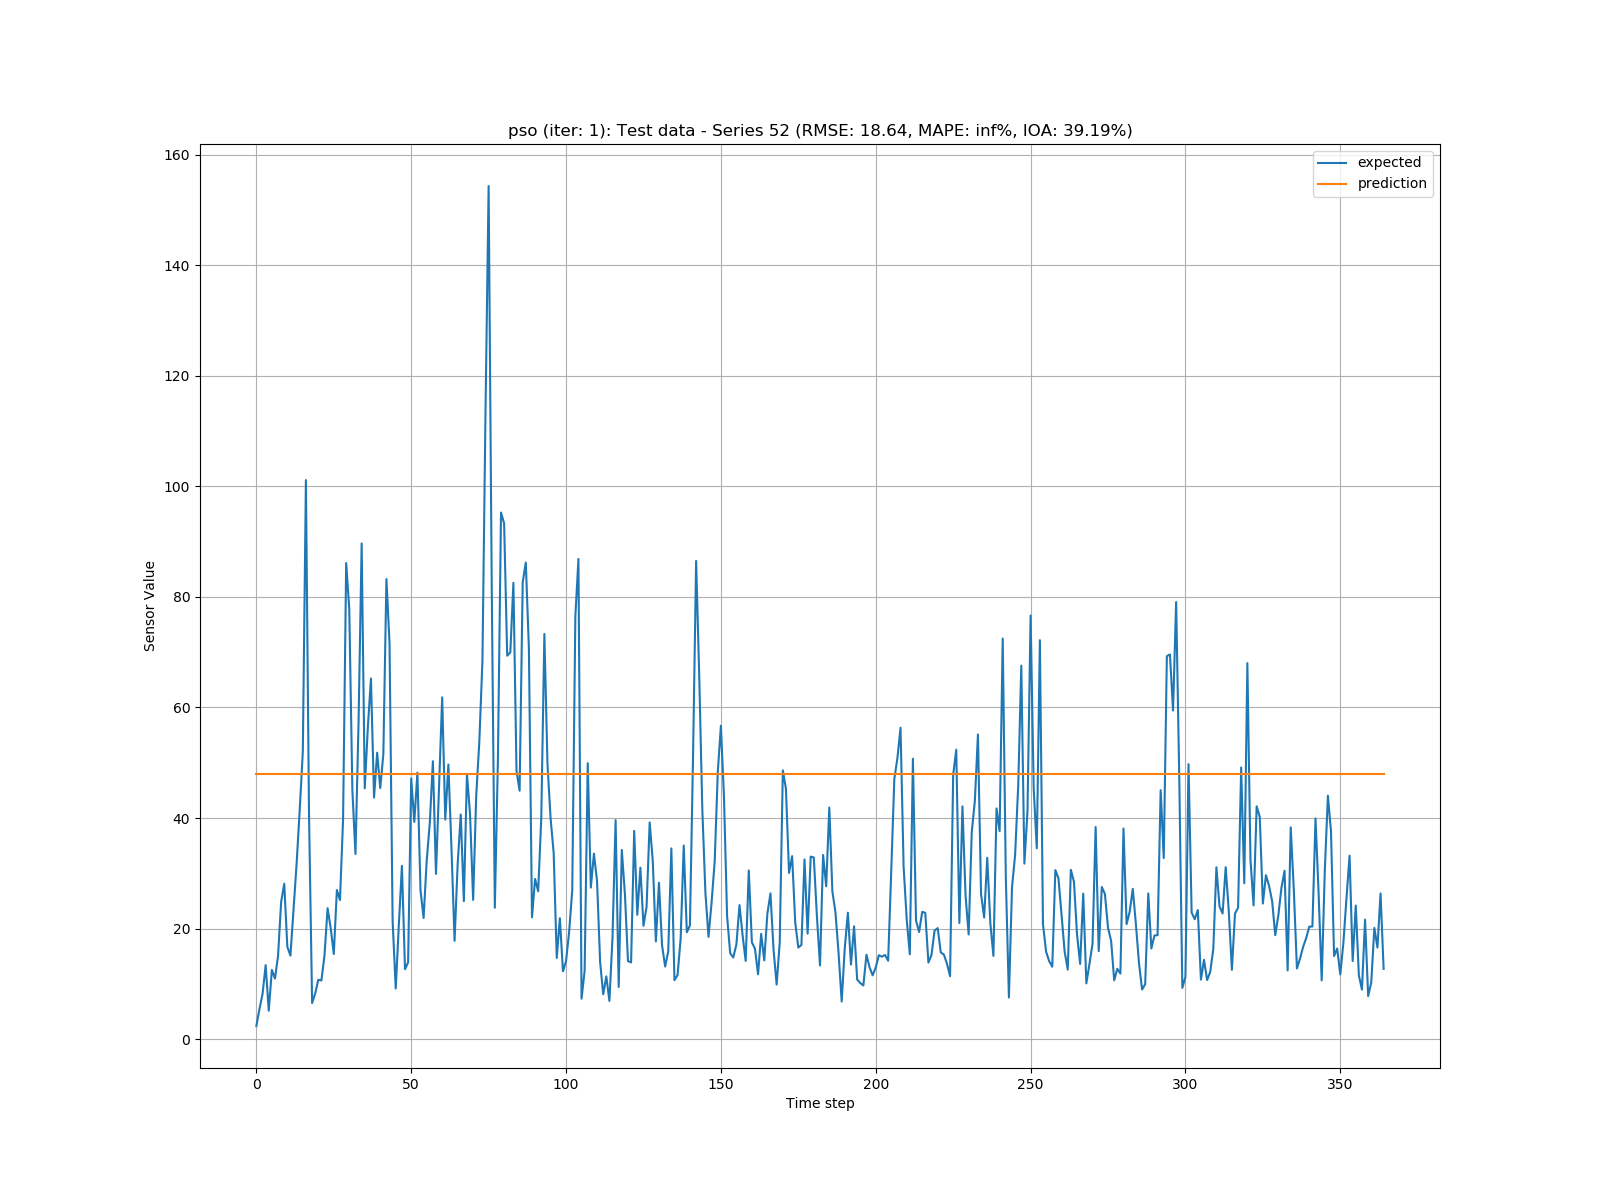 pso (iter: 1): Test data - Series 52 (RMSE: 18.64, MAPE: inf%, IOA: 39.19%)
expected
prediction
160
140
120
100
80
60
40
20
0
Sensor Value
0 50 100 150 200 250 300 350
Time step